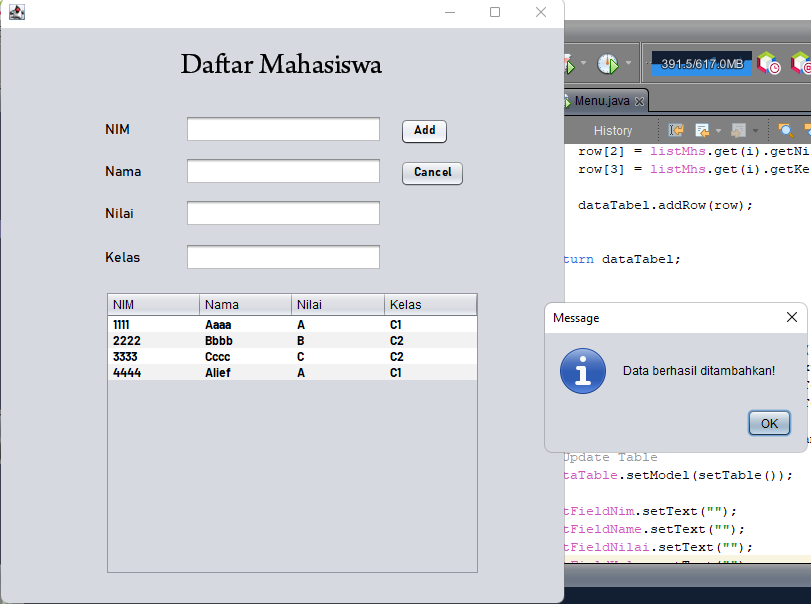 Daftar Mahasiswa
NIM
Add
Nama
Cancel
Nilai
Kelas
NIM Nama Nilai Kelas
1111 Aaaa A C1
2222 Bbbb B C2
3333 Cccc C C2
4444 Alief A C1
391.5/617.0MB
Menu.java
History
row[2] = listMhs.get(i).getNi
row[3] = listMhs.get(i).getKe
dataTabel.addRow(row);
turn dataTabel;
Message
Data berhasil ditambahkan!
OK
Update Table
taTable.setModel(setTable());
tFieldNim.setText("");
tFieldName.setText("");
tFieldNilai.setText("");